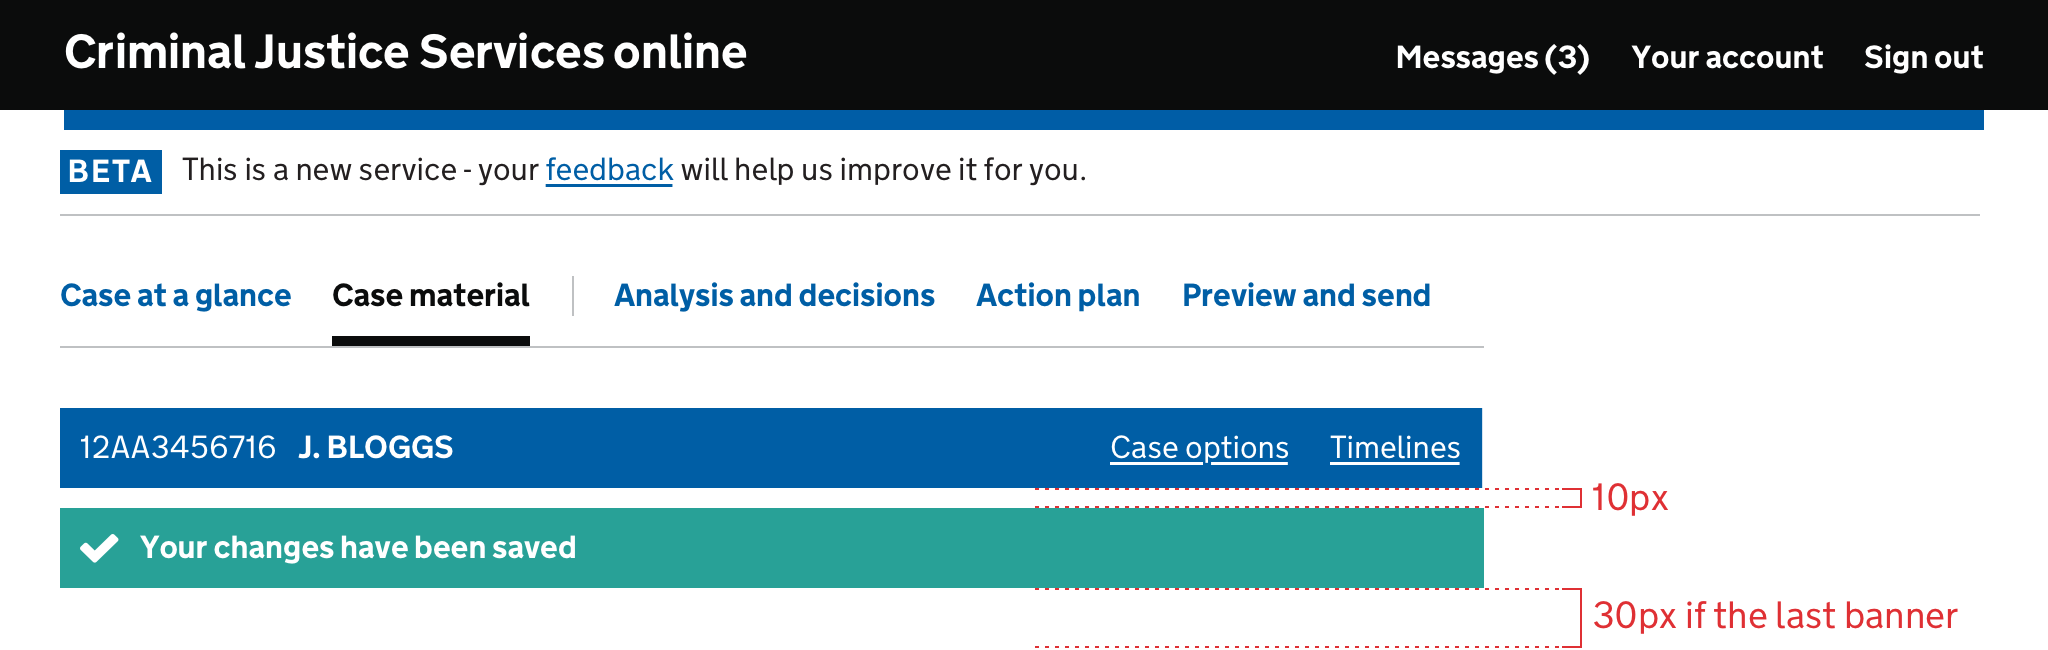 Criminal Justice Services online
Messages (3) Your account Sign out
BETA This is a new service - your feedback will help us improve it for you.
Case at a glance Case material Analysis and decisions Action plan Preview and send
12AA3456716 J. BLOGGS Case options Timelines
10px
Your changes have been saved
30px if the last banner